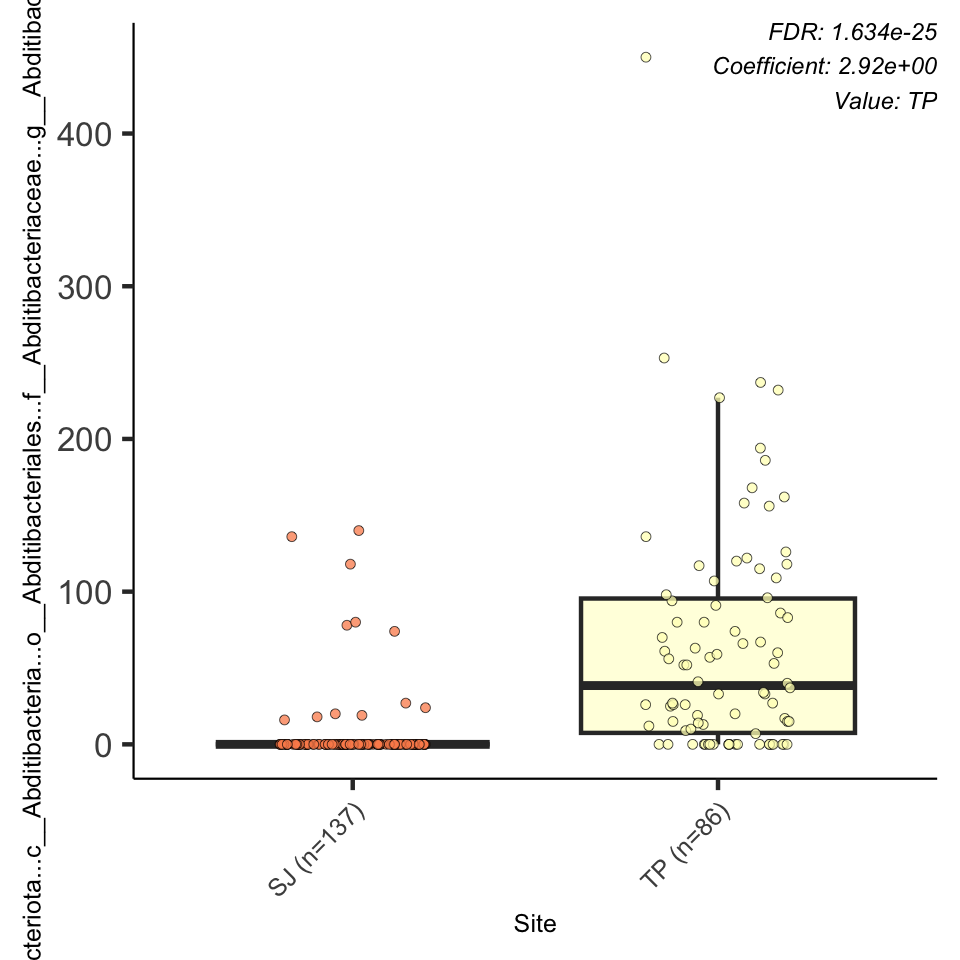 FDR: 1.634e-25
Coefficient: 2.92e+00
Value: TP
cteriota...c__Abditibacteria...o__Abditibacteriales...f__Abditibacteriaceae...g__Abditibac
400
300
200
100
0
SJ (n=137)
TP (n=86)
Site